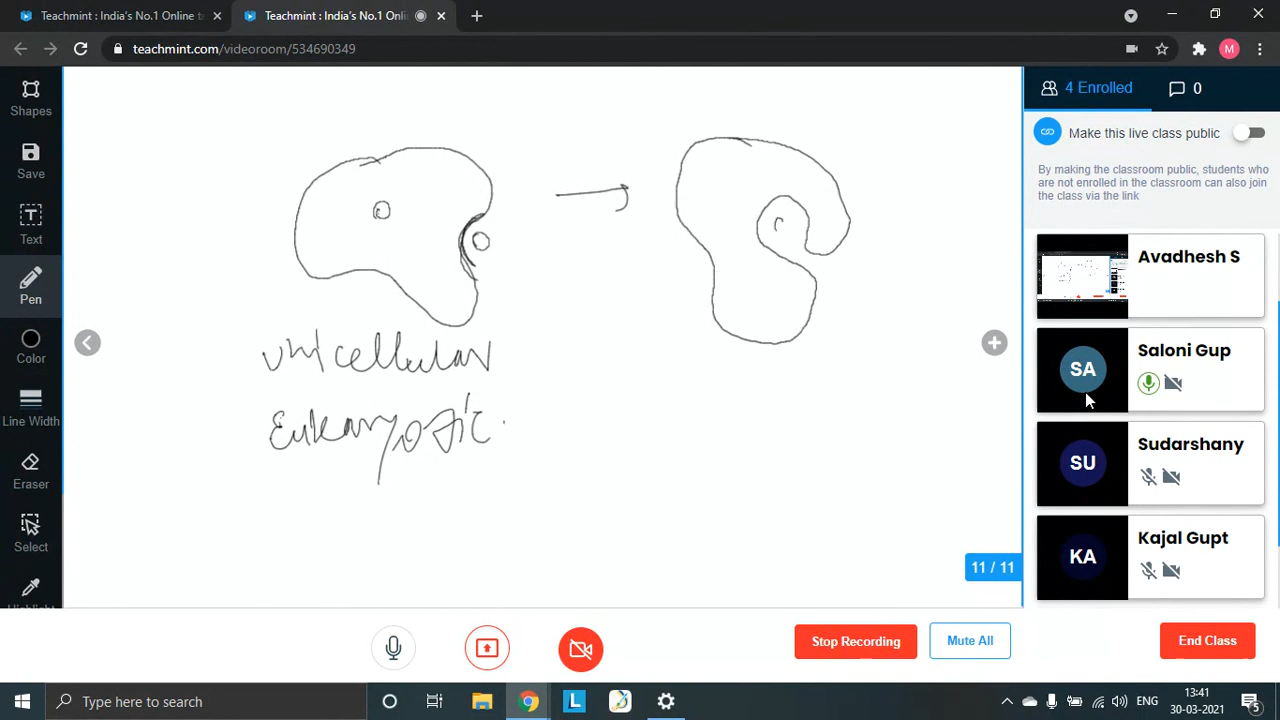 Teachmint : India's No.1 Online ta
Teachmint : India's No.1 Onli
teachmint.com/videoroom/534690349
M
Shapes
Save
Text
Pen
Color
Line Width
Eraser
Select
unicellular
Eukaryotic
11 / 11
4 Enrolled
0
Make this live class public
By making the classroom public, students
who are not enrolled in the classroom can also join
the class via the link
Avadhesh S
SA
Saloni Gup
SU
Sudarshany
KA
Kajal Gupt
Stop Recording
Mute All
End Class
Type here to search
L
ENG
13:41
30-03-2021
5